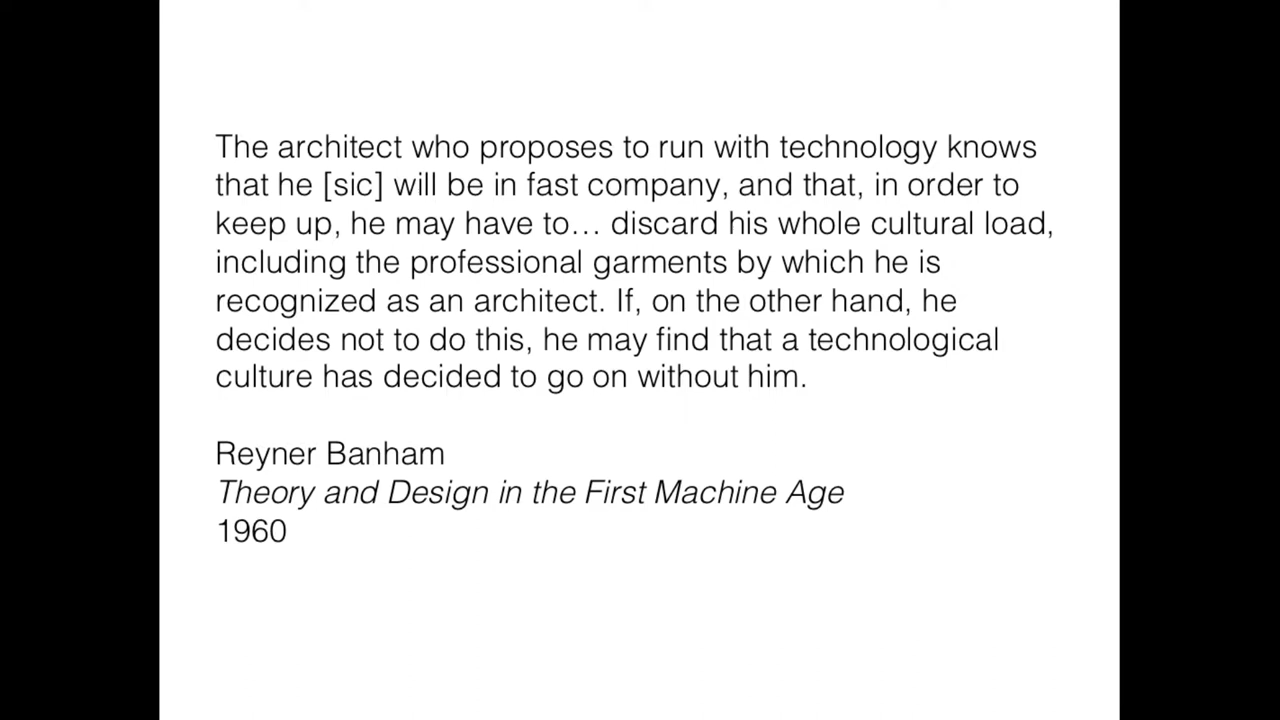 The architect who proposes to run with technology knows
that he [sic] will be in fast company, and that, in order to
keep up, he may have to… discard his whole cultural load,
including the professional garments by which he is
recognized as an architect. If, on the other hand, he
decides not to do this, he may find that a technological
culture has decided to go on without him.
Reyner Banham
Theory and Design in the First Machine Age
1960